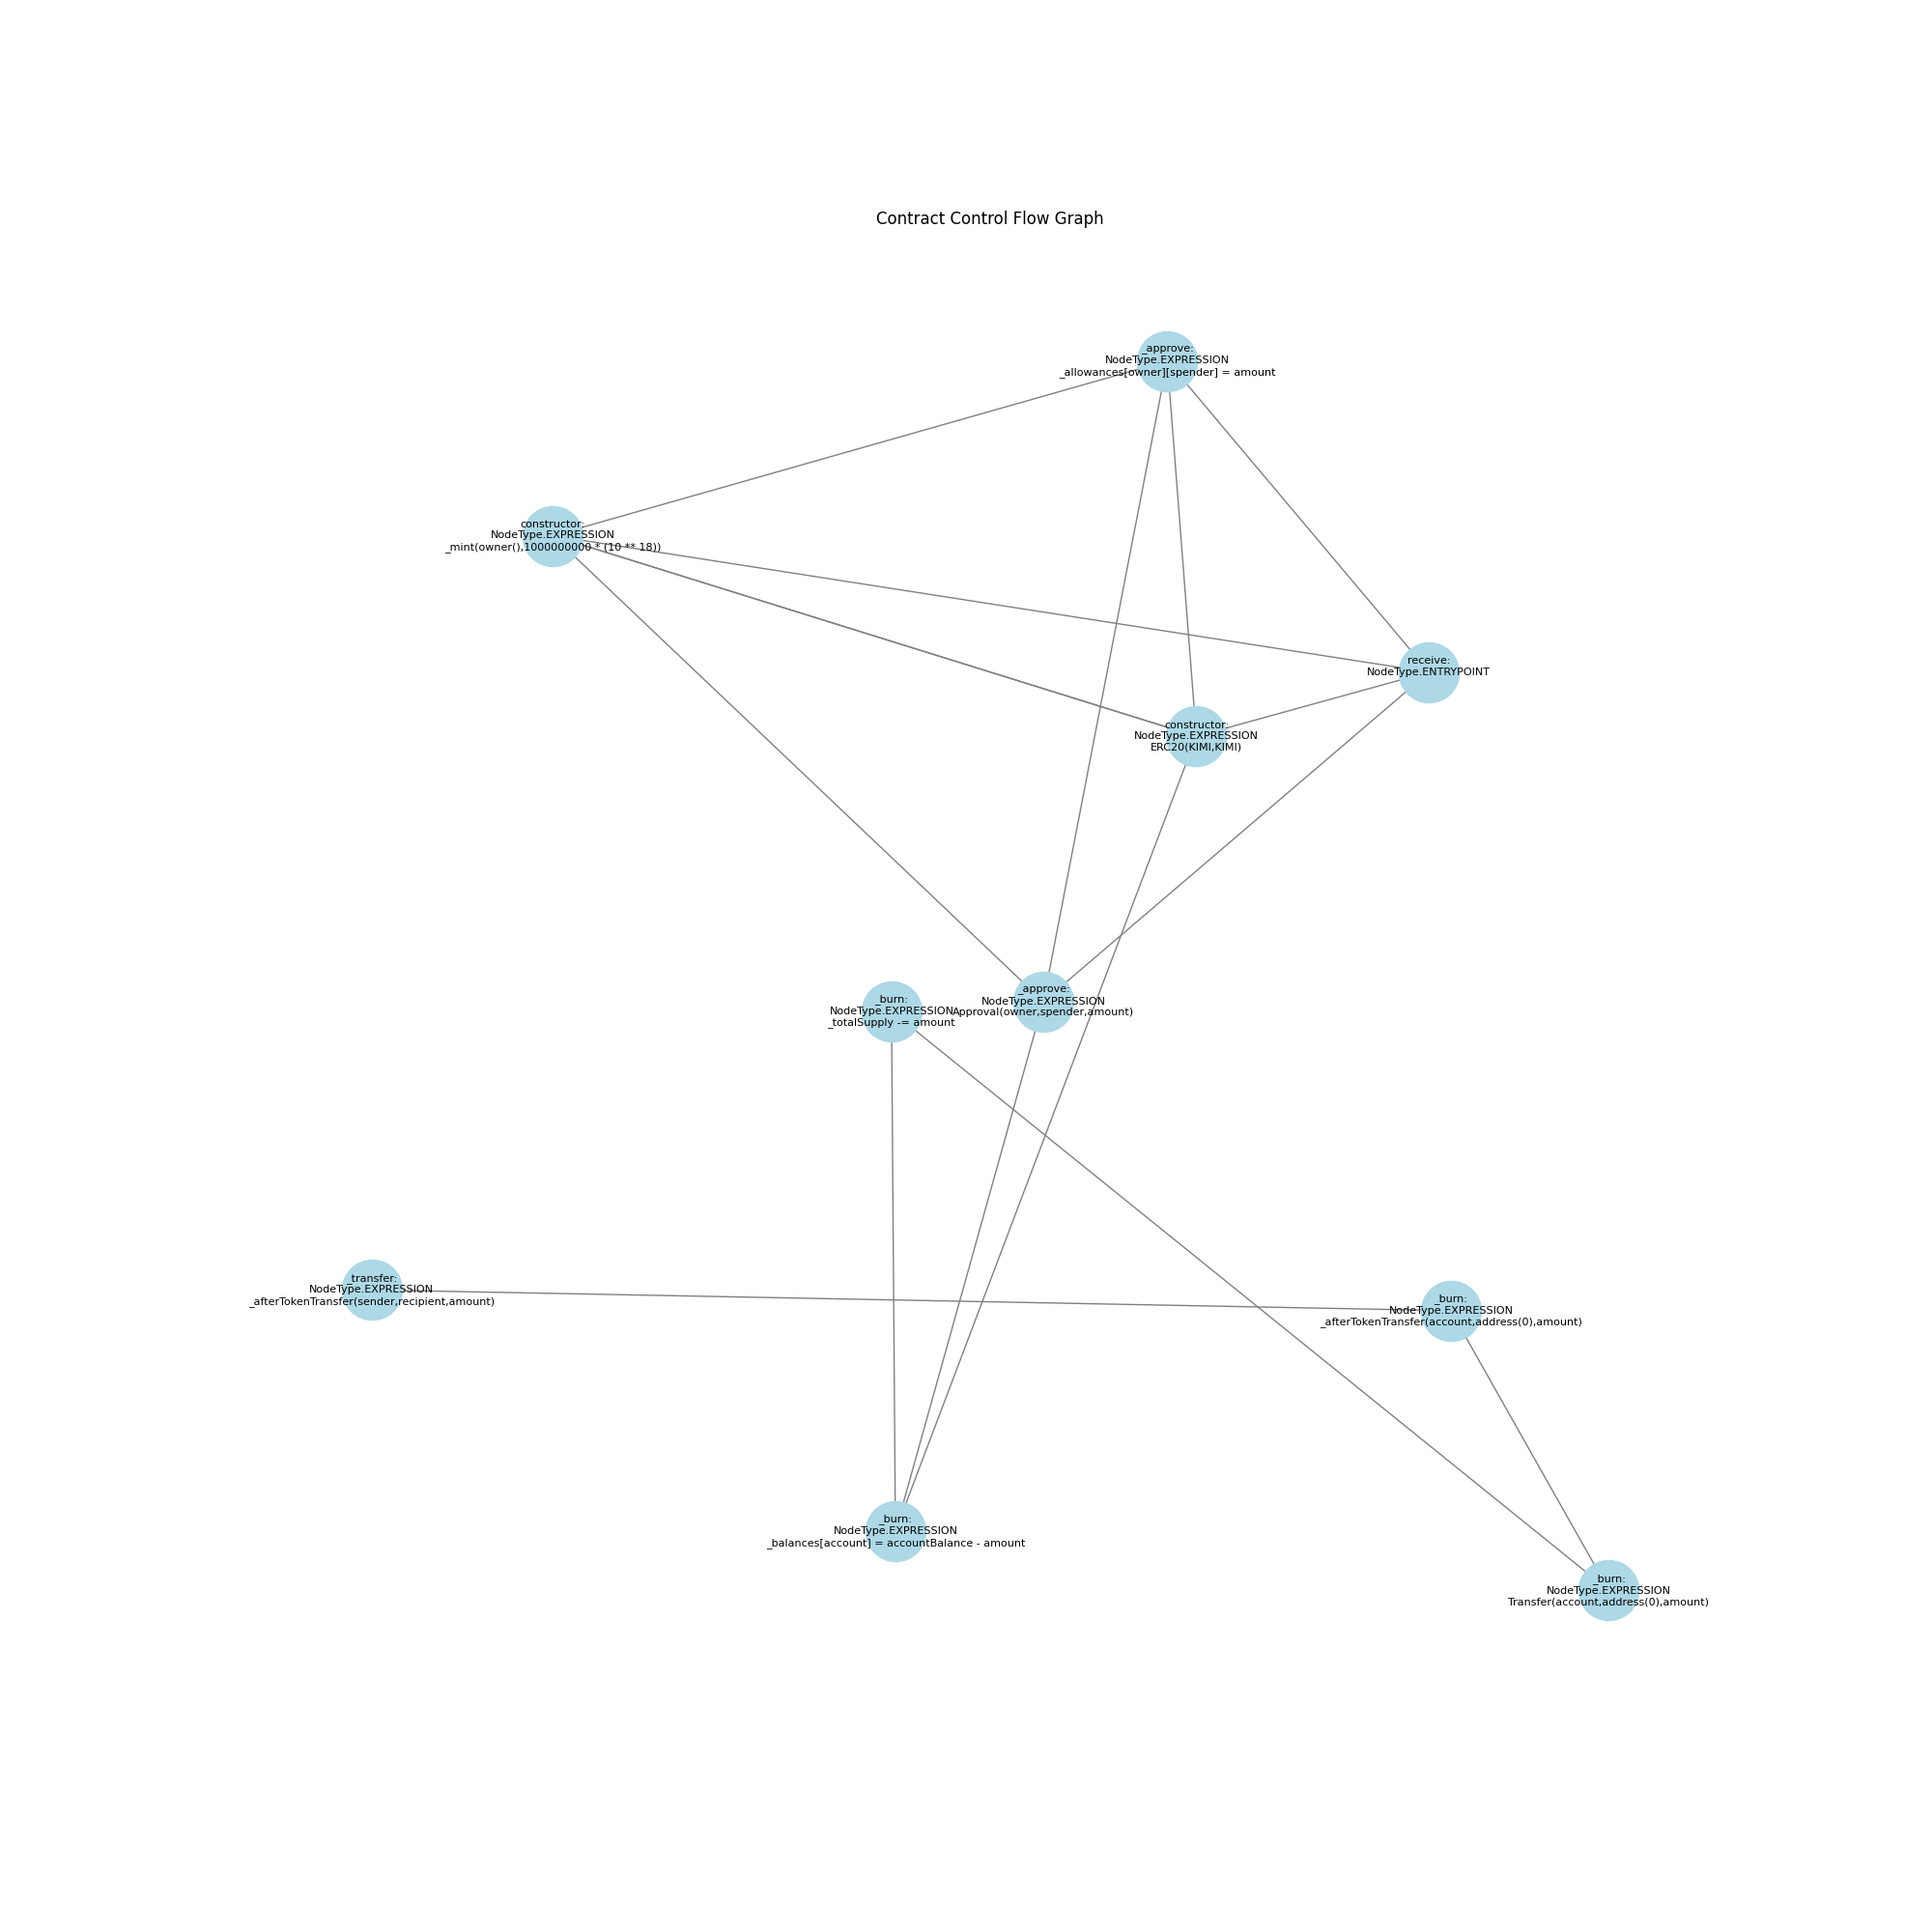 Contract Control Flow Graph
_approve:
NodeType.EXPRESSION
_allowances[owner][spender] = amount
constructor:
NodeType.EXPRESSION
_mint(owner(),1000000000 * (10 ** 18))
receive:
NodeType.ENTRYPOINT
constructor:
NodeType.EXPRESSION
ERC20(KIMI,KIMI)
_burn:
NodeType.EXPRESSION
_totalSupply -= amount
_approve:
NodeType.EXPRESSION
Approval(owner,spender,amount)
_transfer:
NodeType.EXPRESSION
_afterTokenTransfer(sender,recipient,amount)
_burn:
NodeType.EXPRESSION
_afterTokenTransfer(account,address(0),amount)
_burn:
NodeType.EXPRESSION
_balances[account] = accountBalance - amount
_burn:
NodeType.EXPRESSION
Transfer(account,address(0),amount)